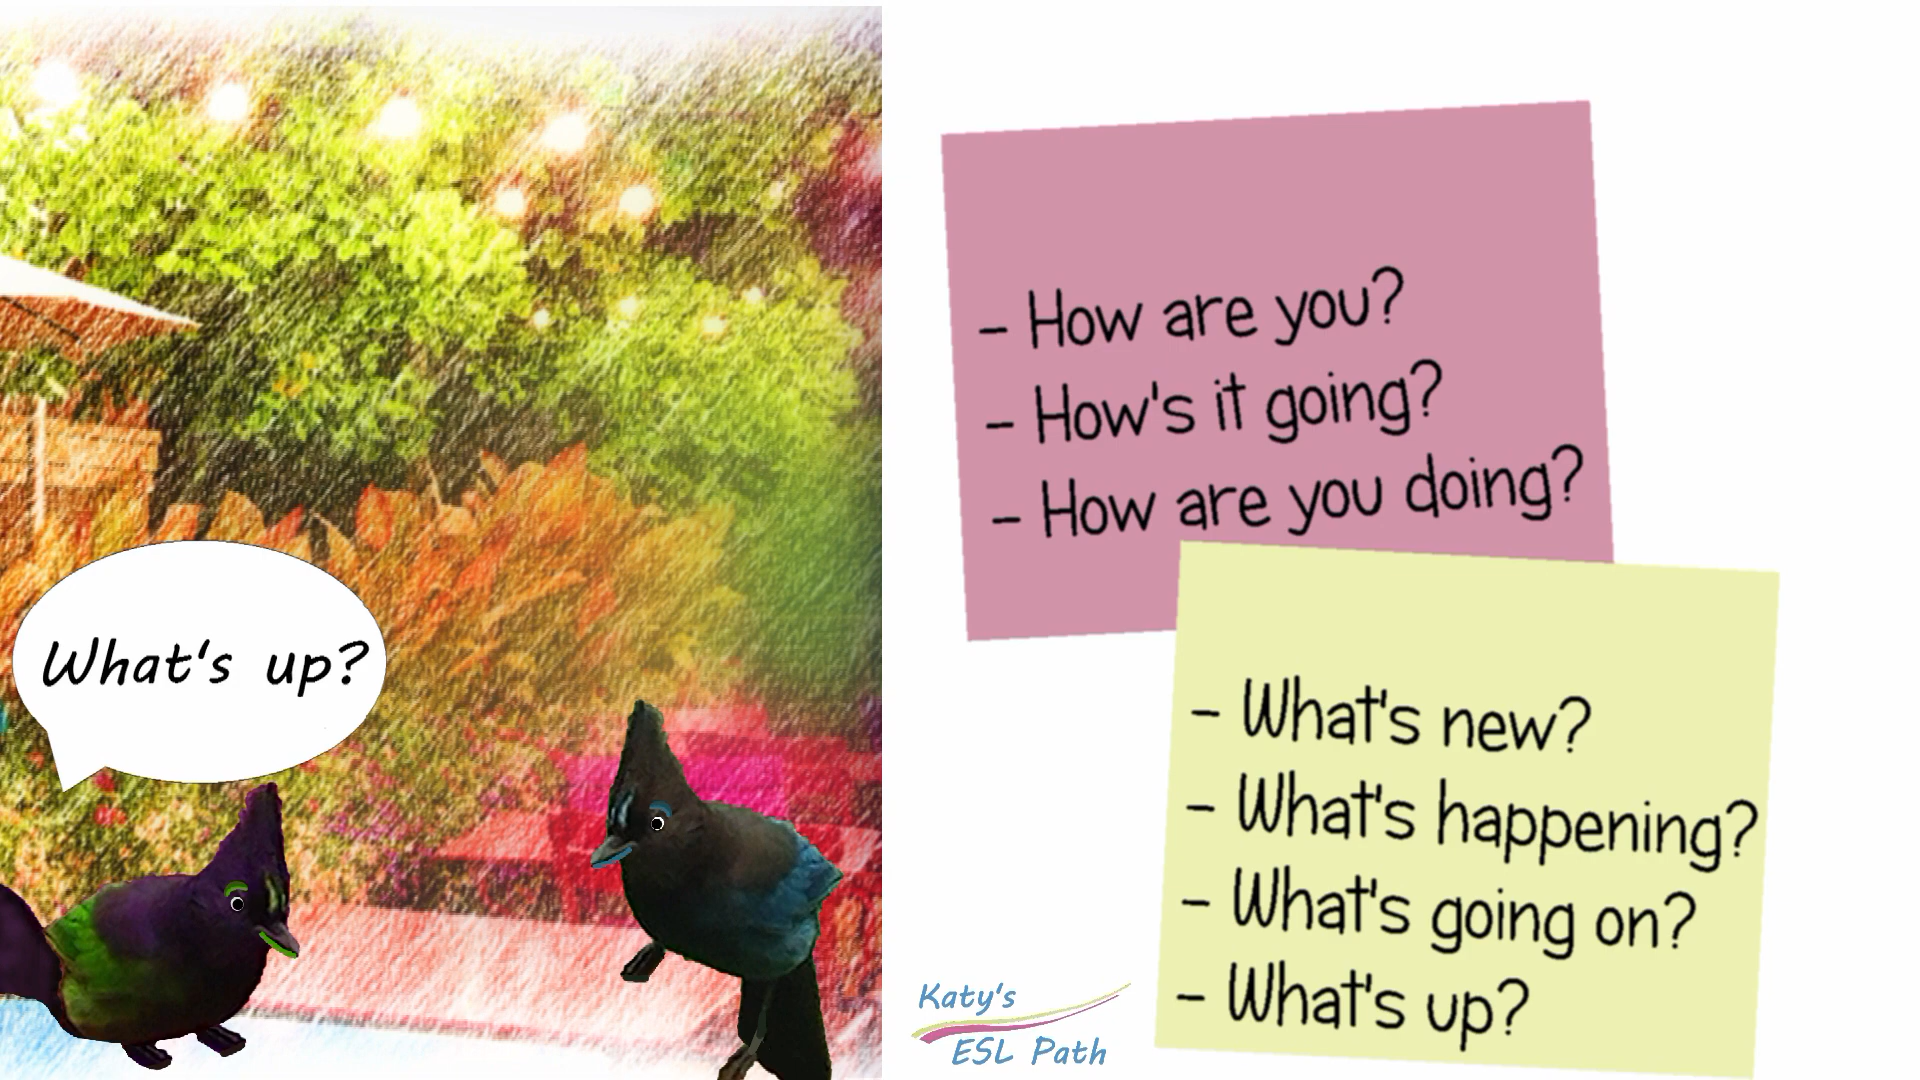 What's up?
- How are you?
- How's it going?
- How are you doing?
- What's new?
- What's happening?
- What's going on?
- What's up?
Katy's
ESL Path